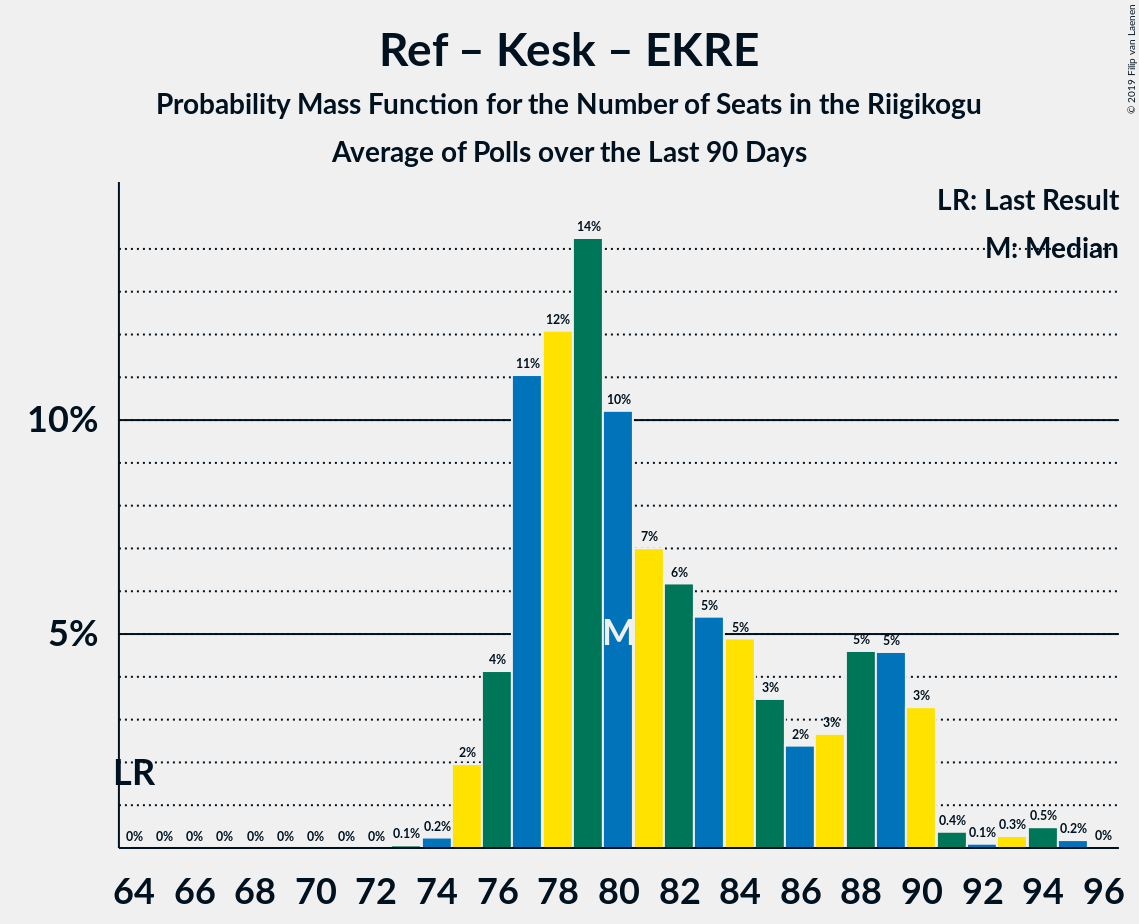 Ref – Kesk – EKRE
Probability Mass Function for the Number of Seats in the Riigikogu
Average of Polls over the Last 90 Days
© 2019 Filip van Laenen
LR: Last Result
M: Median
10%
5%
LR
M
0% 0% 0% 0% 0% 0% 0% 0% 0% 0.1% 0.2% 2% 4% 11% 12% 14% 10% 7% 6% 5% 5% 3% 2% 3% 5% 5% 3% 0.4% 0.1% 0.3% 0.5% 0.2% 0%
64 66 68 70 72 74 76 78 80 82 84 86 88 90 92 94 96